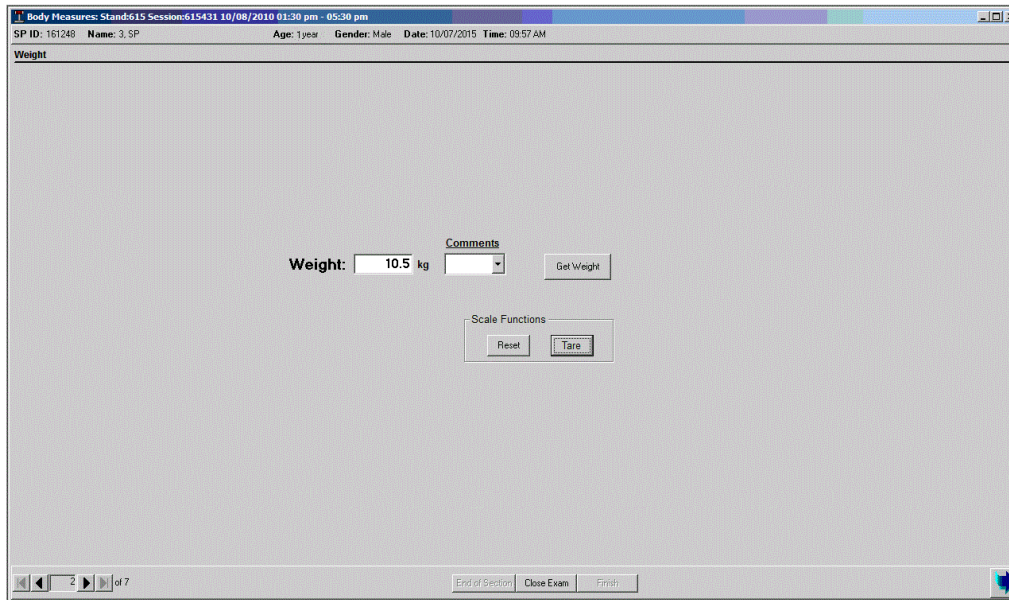 Body Measures: Stand:615 Session:615431 10/08/2010 01:30 pm - 05:30 pm
SP ID: 161248 Name: 3, SP Age: 1 year Gender: Male Date: 10/07/2015 Time: 09:57 AM
Weight
Comments
Weight: 10.5 kg Get Weight
Scale Functions
Reset Tare
2 of 7 End of Section Close Exam Finish